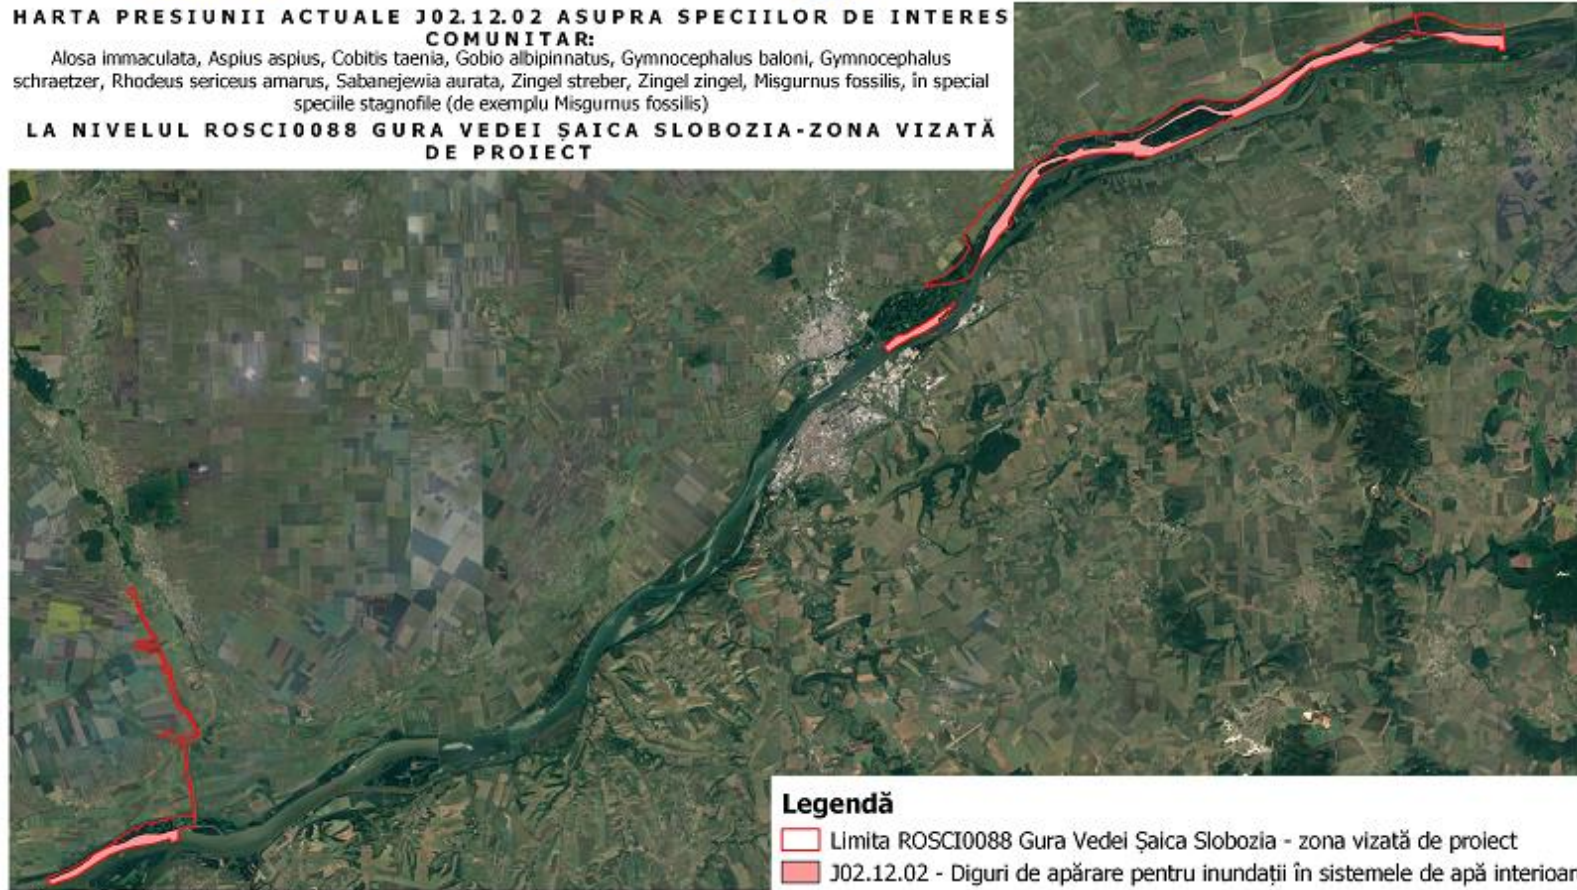 HARTA PRESIUNII ACTUALE J02.12.02 ASUPRA SPECIILOR DE INTERES
COMUNITAR:
Alosa immaculata, Aspius aspius, Cobitis taenia, Gobio albipinnatus, Gymnocephalus baloni, Gymnocephalus
schraetzer, Rhodeus sericeus amarus, Sabanejewia aurata, Zingel streber, Zingel zingel, Misgurnus fossilis, în special
speciile stagnofile (de exemplu Misgurnus fossilis)
LA NIVELUL ROSCI0088 GURA VEDEI ȘAICA SLOBOZIA-ZONA VIZATĂ
DE PROIECT
Legendă
Limita ROSCI0088 Gura Vedei Șaica Slobozia - zona vizată de proiect
J02.12.02 - Diguri de apărare pentru inundații în sistemele de apă interioar